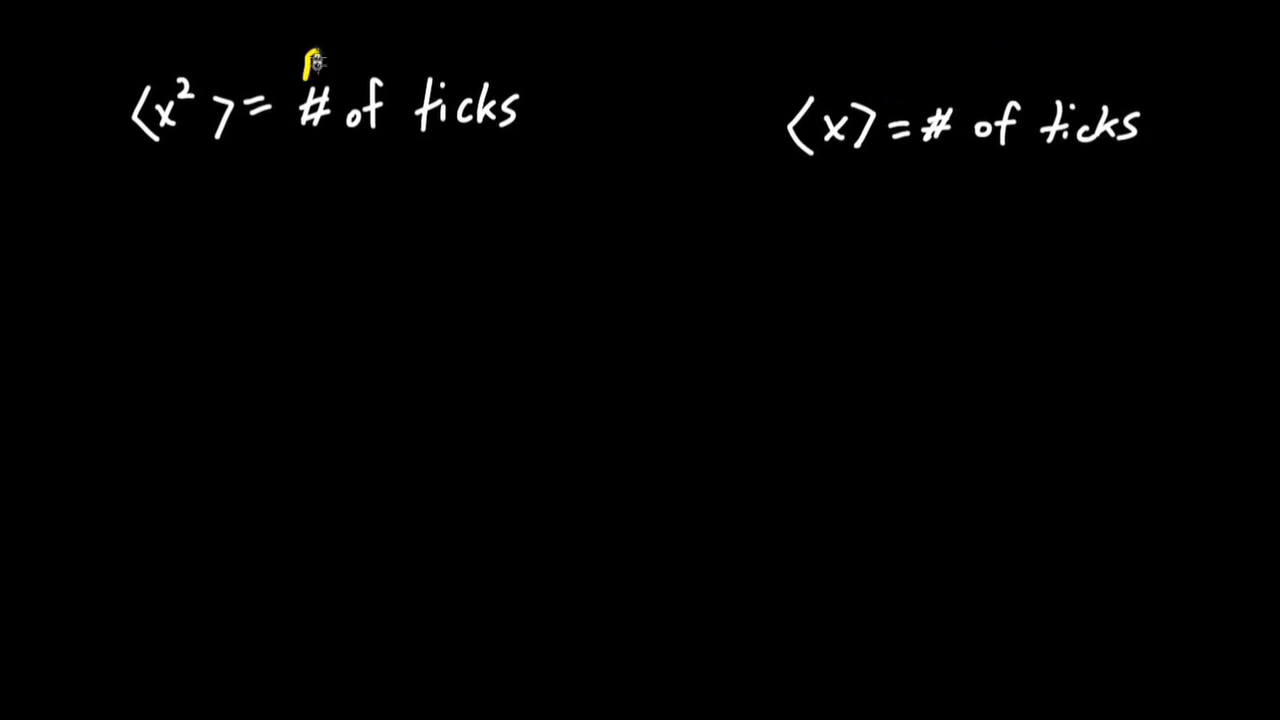 ⟨x²⟩ = # of ticks
⟨x⟩ = # of ticks